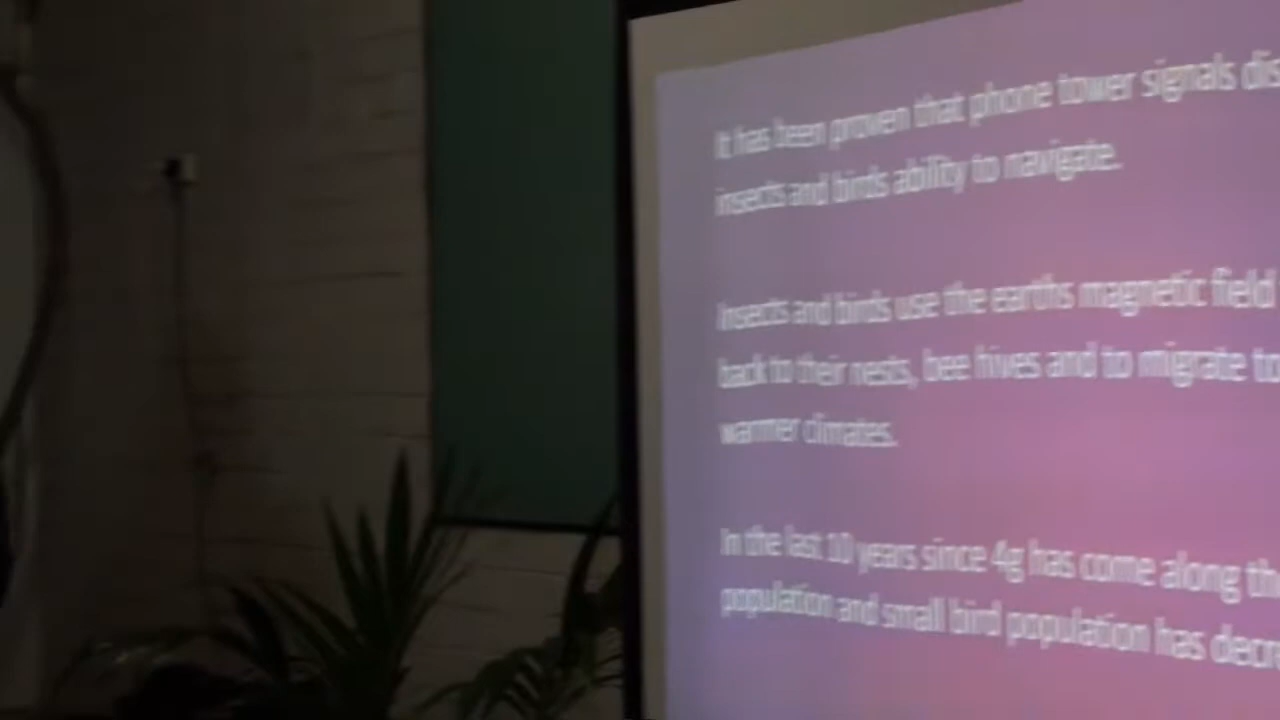 It has been proven that phone tower signals dis
insects and birds ability to navigate.
Insects and birds use the earths magnetic field
back to their nests, bee hives and to migrate to
warmer climates.
In the last 10 years since 4g has come along th
population and small bird population has decre